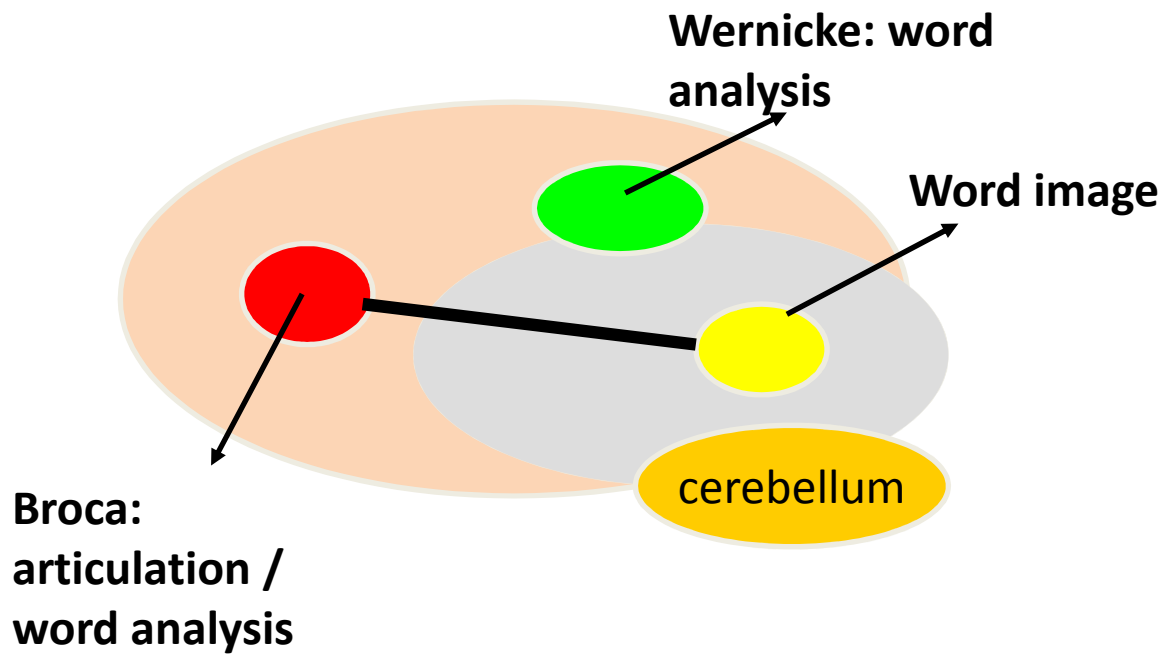 Wernicke: word
analysis
Word image
cerebellum
Broca:
articulation /
word analysis